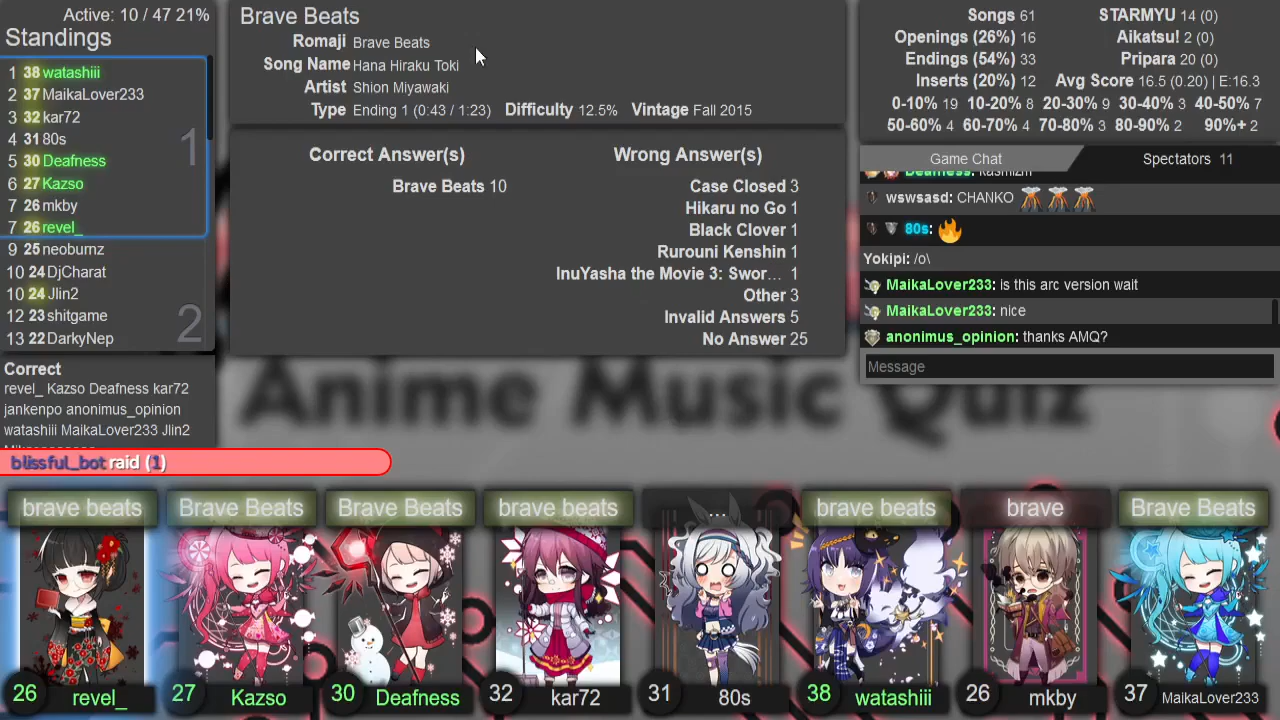 Active: 10 / 47 21%
Standings
1 38 watashiii
2 37 MaikaLover233
3 32 kar72
4 31 80s
5 30 Deafness
6 27 Kazso
7 26 mkby
7 26 revel_
1
9 25 neoburnz
10 24 DjCharat
10 24 Jlin2
12 23 shitgame
13 22 DarkyNep
2
Correct
revel_ Kazso Deafness kar72
jankenpo anonimus_opinion
watashiii MaikaLover233 Jlin2
Brave Beats
Romaji Brave Beats
Song Name Hana Hiraku Toki
Artist Shion Miyawaki
Type Ending 1 (0:43 / 1:23) Difficulty 12.5% Vintage Fall 2015
Correct Answer(s)
Brave Beats 10
Wrong Answer(s)
Case Closed 3
Hikaru no Go 1
Black Clover 1
Rurouni Kenshin 1
InuYasha the Movie 3: Swor... 1
Other 3
Invalid Answers 5
No Answer 25
Songs 61 STARMYU 14 (0)
Openings (26%) 16 Aikatsu! 2 (0)
Endings (54%) 33 Pripara 20 (0)
Inserts (20%) 12 Avg Score 16.5 (0.20) | E:16.3
0-10% 19 10-20% 8 20-30% 9 30-40% 3 40-50% 7
50-60% 4 60-70% 4 70-80% 3 80-90% 2 90%+ 2
Game Chat Spectators 11
Deafness: kasmizm
wswsasd: CHANKO
80s:
Yokipi: /o\
MaikaLover233: is this arc version wait
MaikaLover233: nice
anonimus_opinion: thanks AMQ?
Message
Anime Music Quiz
blissful_bot raid (1)
brave beats Brave Beats Brave Beats brave beats ... brave beats brave Brave Beats
26 revel_ 27 Kazso 30 Deafness 32 kar72 31 80s 38 watashiii 26 mkby 37 MaikaLover233